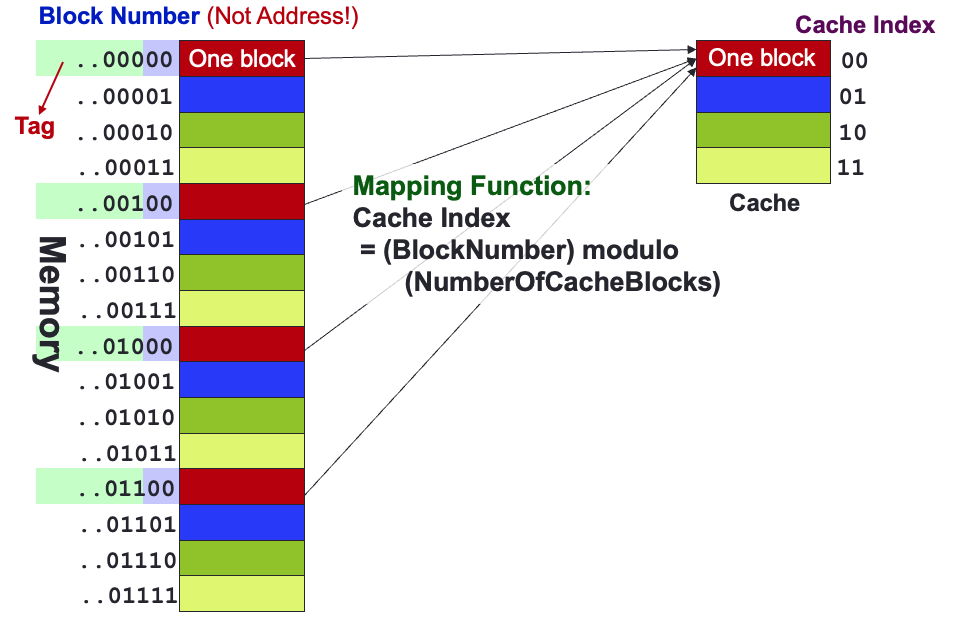 Block Number (Not Address!)
Cache Index
..00000 One block
One block 00
..00001
01
Tag
..00010
10
..00011
11
..00100
Mapping Function:
Cache
Cache Index
..00101
= (BlockNumber) modulo
..00110
(NumberOfCacheBlocks)
..00111
Memory
..01000
..01001
..01010
..01011
..01100
..01101
..01110
..01111